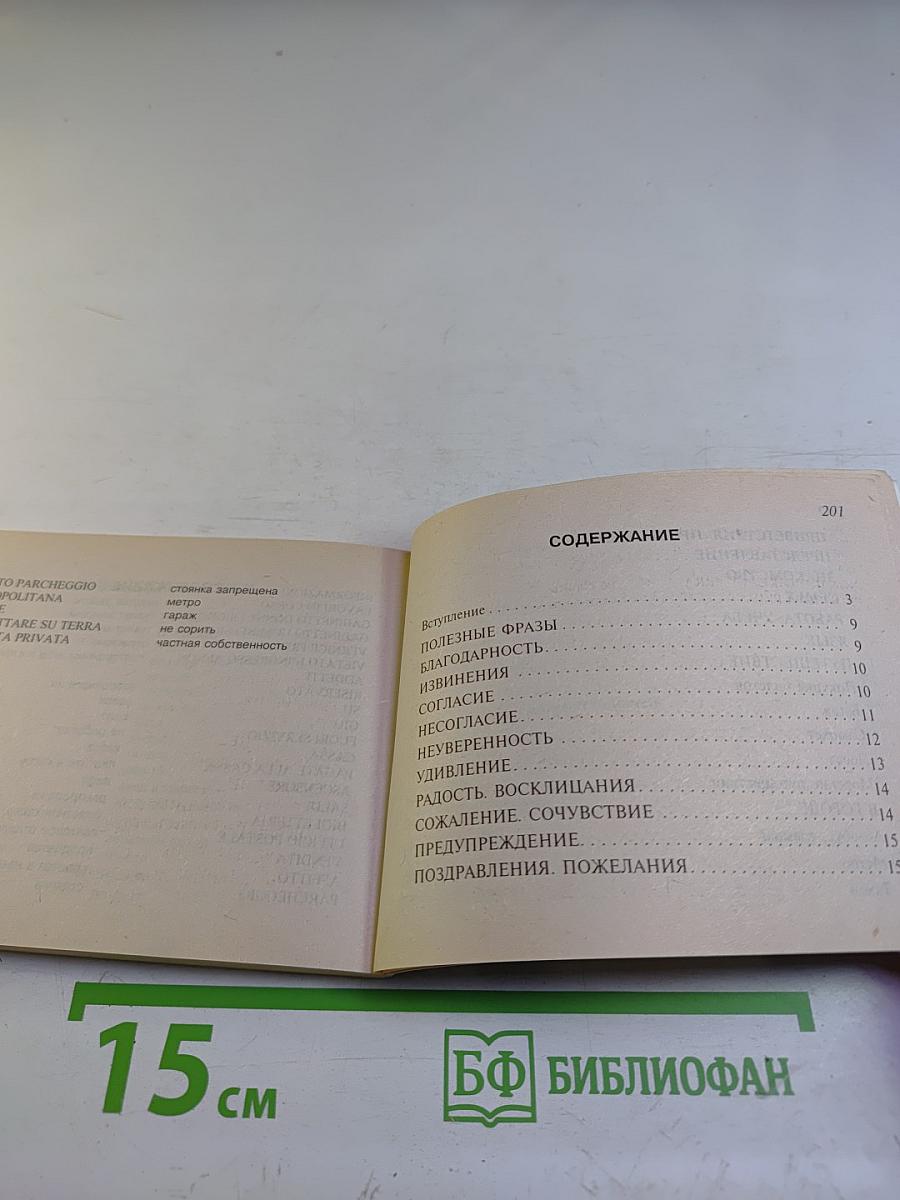 TO PARCHEGGIO стоянка запрещена
OPOLITANA метро
E гараж
TTARE SU TERRA не сорить
TA PRIVATA частная собственность
201
СОДЕРЖАНИЕ
Вступление 3
ПОЛЕЗНЫЕ ФРАЗЫ 9
БЛАГОДАРНОСТЬ 9
ИЗВИНЕНИЯ 10
СОГЛАСИЕ 10
НЕСОГЛАСИЕ 11
НЕУВЕРЕННОСТЬ 12
УДИВЛЕНИЕ 13
РАДОСТЬ. ВОСКЛИЦАНИЯ 14
СОЖАЛЕНИЕ. СОЧУВСТВИЕ 14
ПРЕДУПРЕЖДЕНИЕ 15
ПОЗДРАВЛЕНИЯ. ПОЖЕЛАНИЯ 15
15 см
БФ БИБЛИОФАН